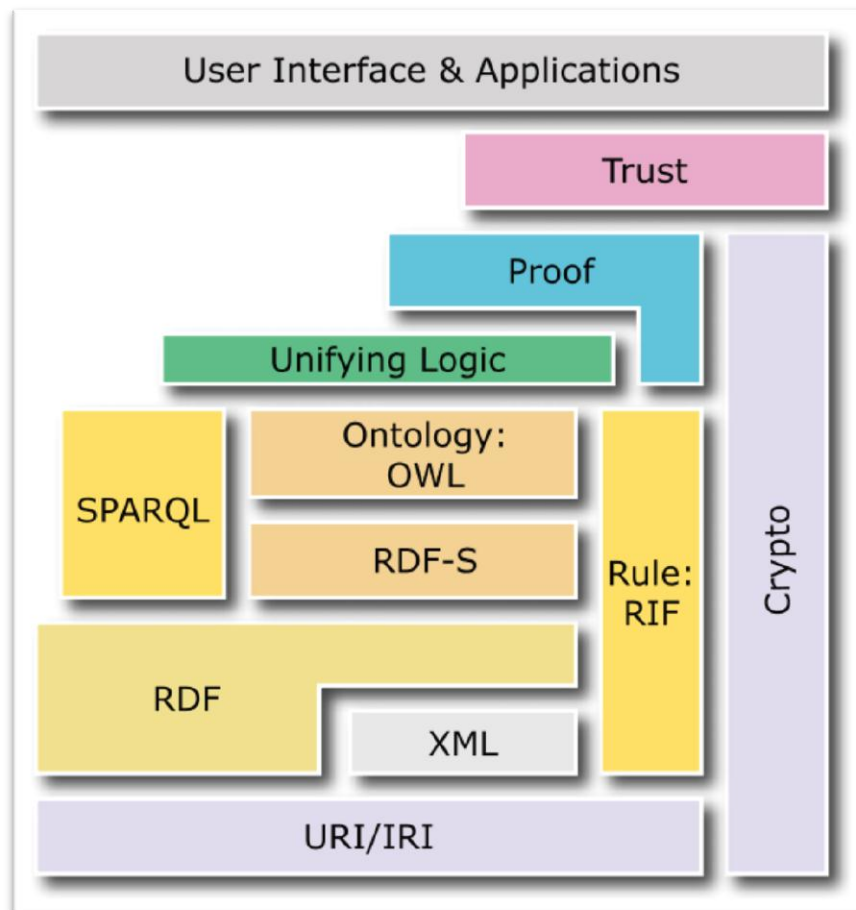 User Interface & Applications
Trust
Proof
Unifying Logic
Ontology:
OWL
SPARQL
RDF-S
Rule:
RIF
Crypto
RDF
XML
URI/IRI